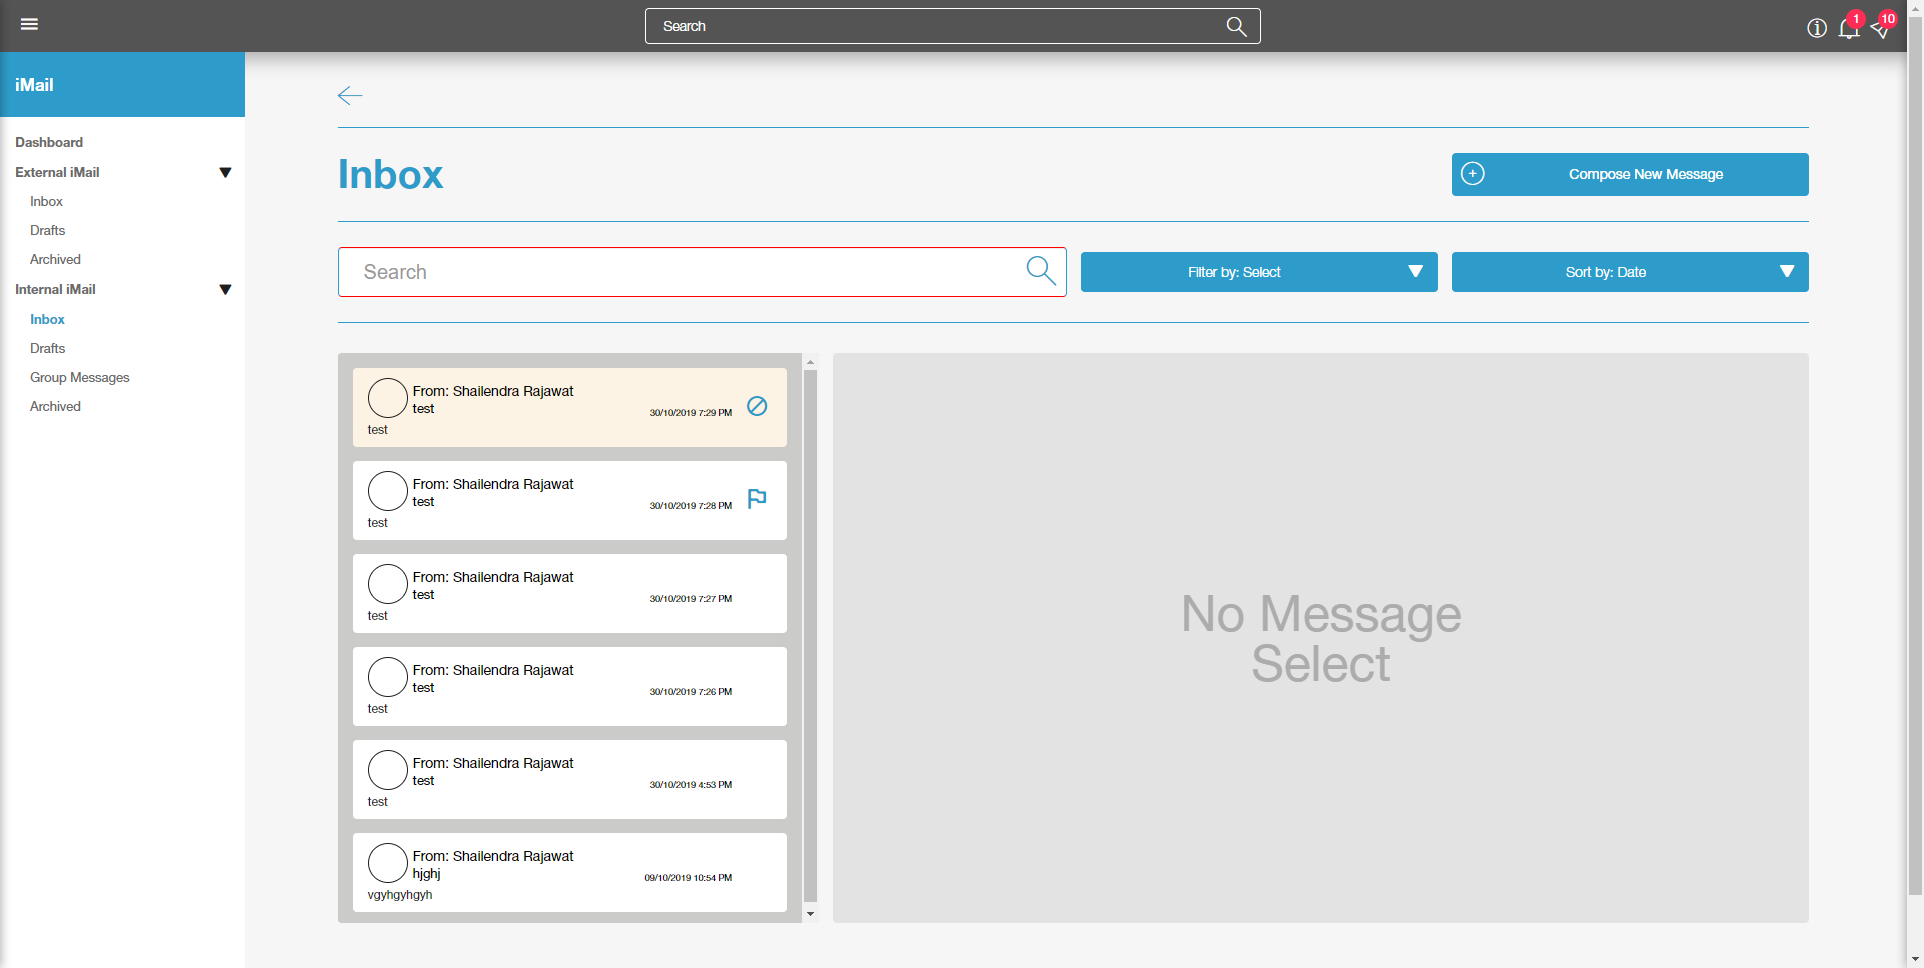 Search
1
10
iMail
Dashboard
External iMail
Inbox
Drafts
Archived
Internal iMail
Inbox
Drafts
Group Messages
Archived
Inbox
Compose New Message
Search
Filter by: Select
Sort by: Date
From: Shailendra Rajawat
test
30/10/2019 7:29 PM
test
From: Shailendra Rajawat
test
30/10/2019 7:28 PM
test
From: Shailendra Rajawat
test
30/10/2019 7:27 PM
test
From: Shailendra Rajawat
test
30/10/2019 7:26 PM
test
From: Shailendra Rajawat
test
30/10/2019 4:53 PM
test
From: Shailendra Rajawat
hjghj
09/10/2019 10:54 PM
vgyhgyhgyh
No Message
Select